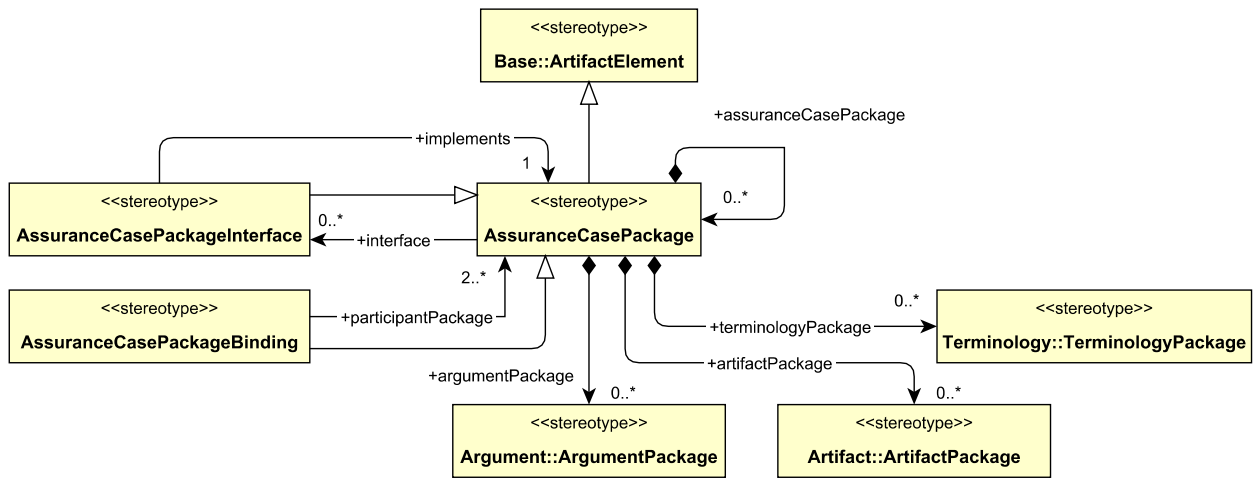 <<stereotype>>
Base::ArtifactElement
+assuranceCasePackage
+implements
1
<<stereotype>>
AssuranceCasePackageInterface
<<stereotype>>
AssuranceCasePackage
0..*
0..*
+interface
2..*
<<stereotype>>
AssuranceCasePackageBinding
+participantPackage
0..*
+terminologyPackage
<<stereotype>>
Terminology::TerminologyPackage
+artifactPackage
+argumentPackage
0..*
0..*
<<stereotype>>
Argument::ArgumentPackage
<<stereotype>>
Artifact::ArtifactPackage